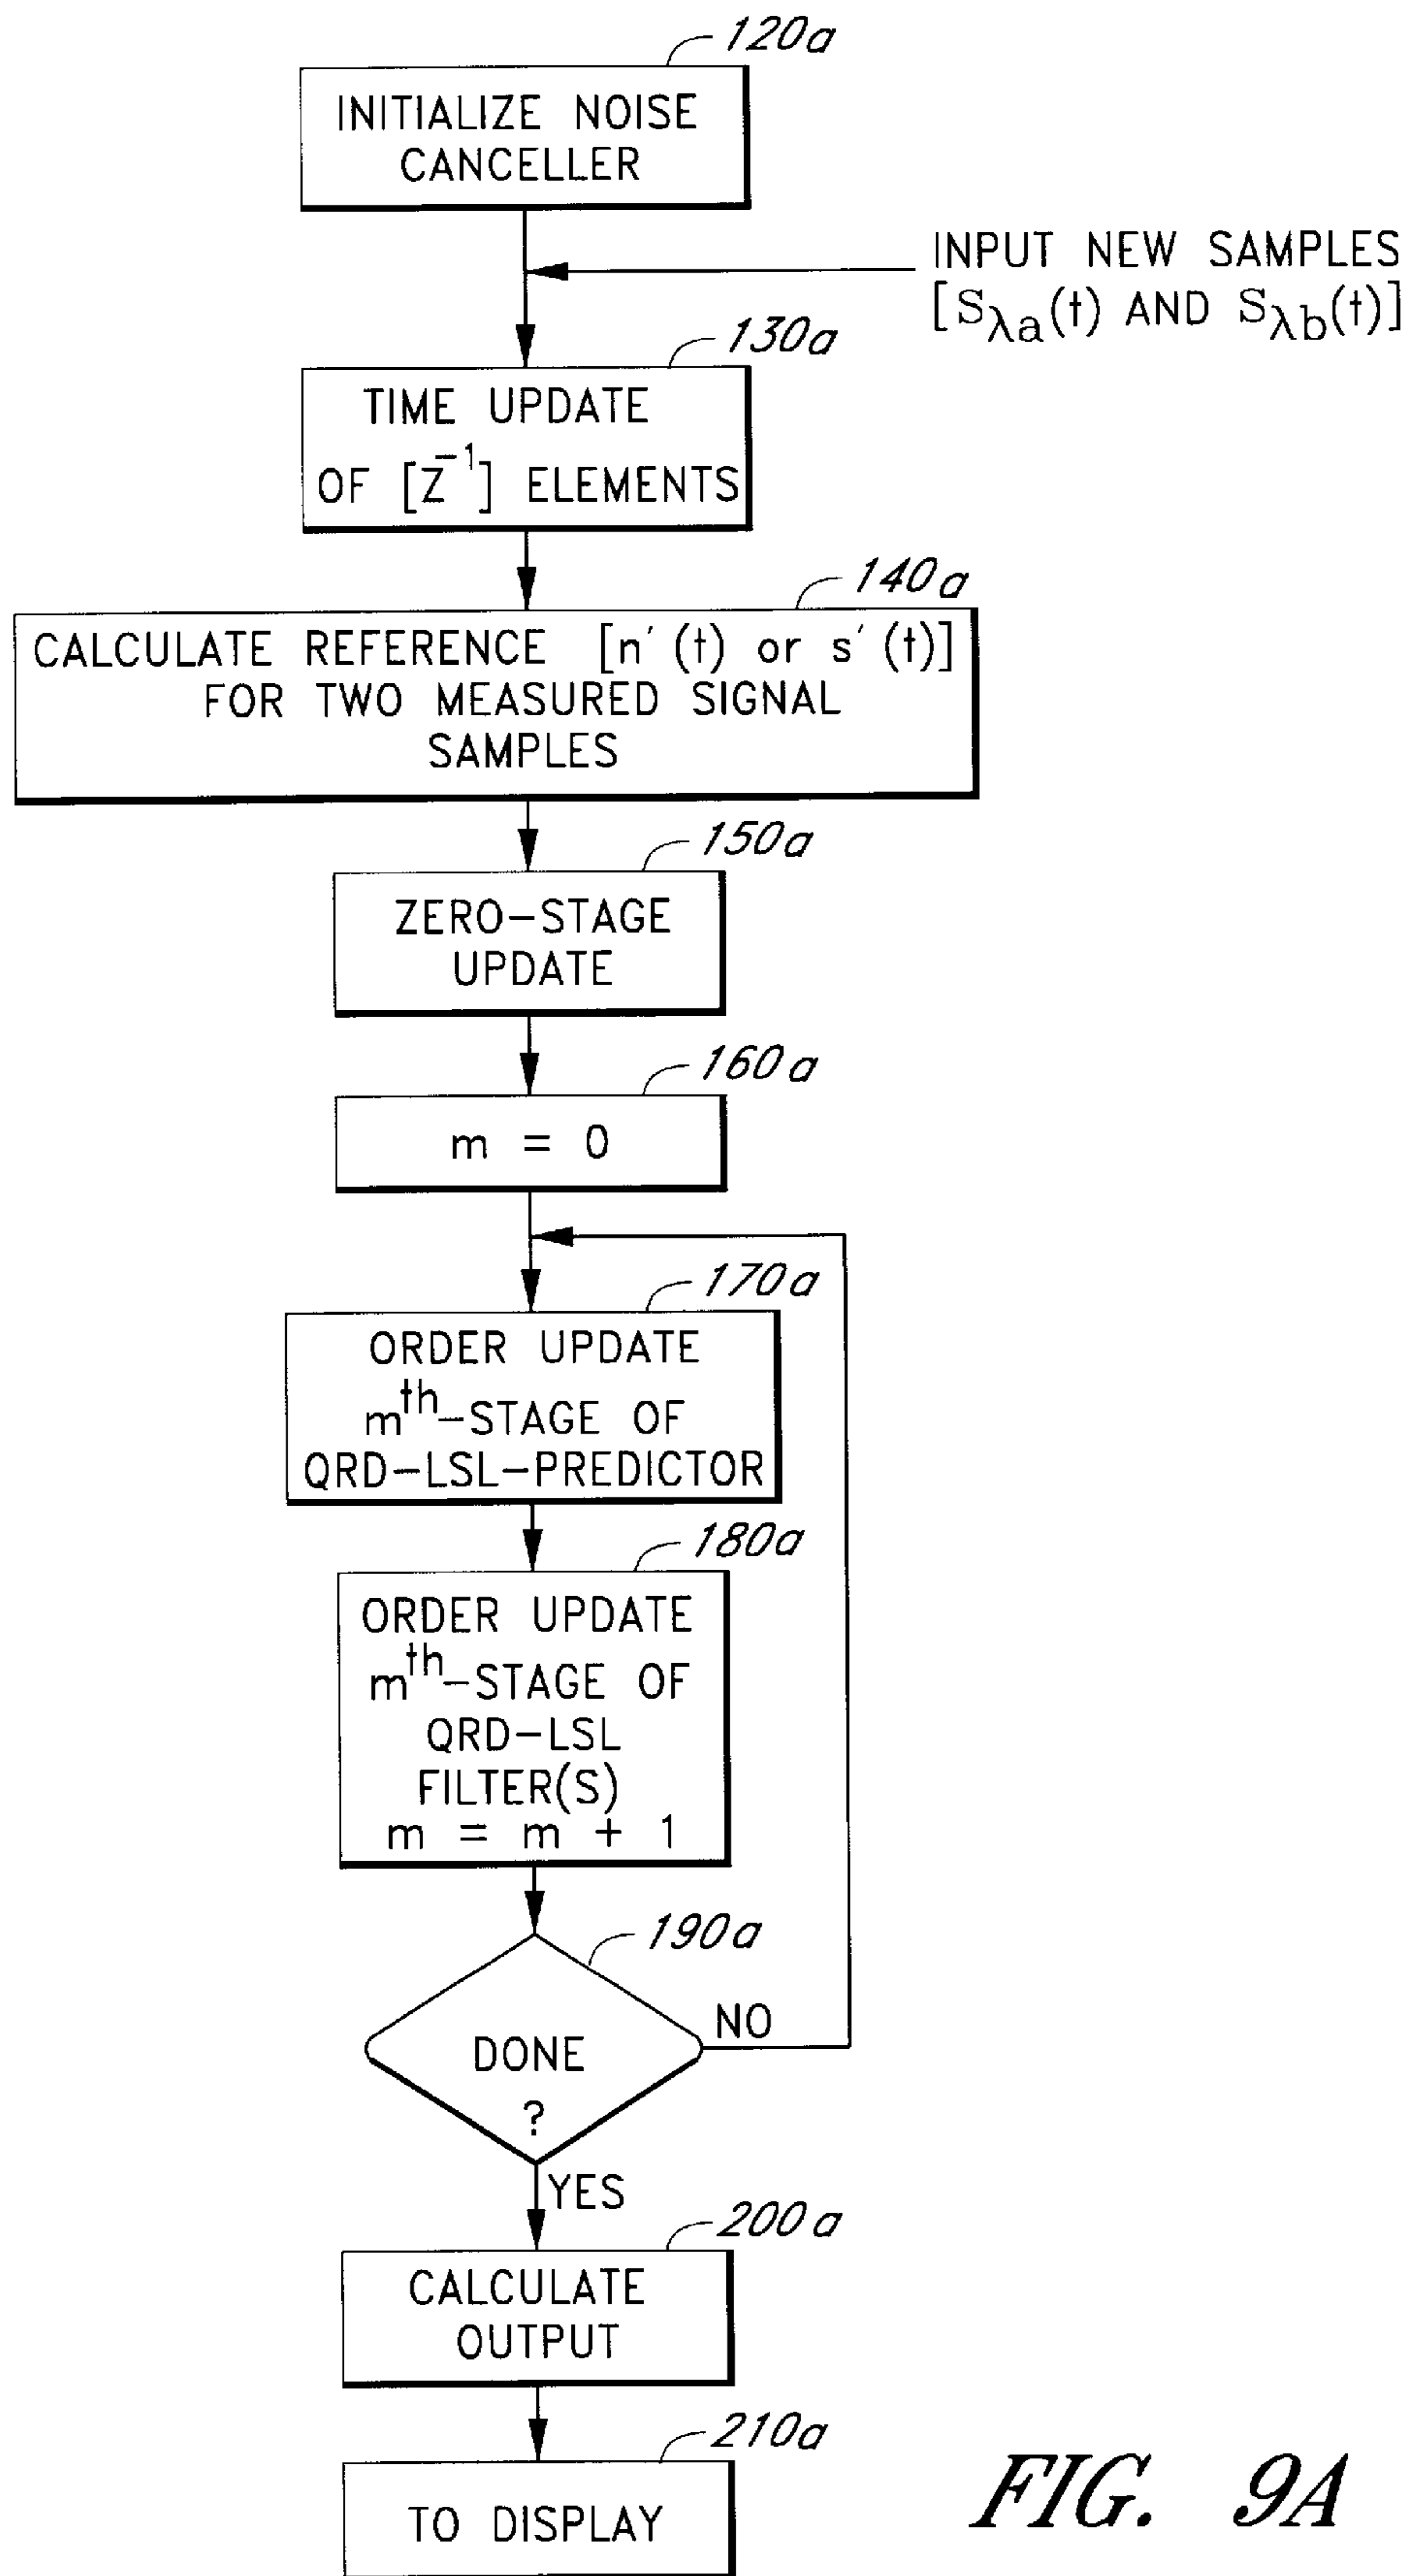 120a
INITIALIZE NOISE
CANCELLER
INPUT NEW SAMPLES
[Sλa(t) AND Sλb(t)]
130a
TIME UPDATE
OF [Z⁻¹] ELEMENTS
140a
CALCULATE REFERENCE [n'(t) or s'(t)]
FOR TWO MEASURED SIGNAL
SAMPLES
150a
ZERO-STAGE
UPDATE
160a
m = 0
170a
ORDER UPDATE
mth-STAGE OF
QRD-LSL-PREDICTOR
180a
ORDER UPDATE
mth-STAGE OF
QRD-LSL
FILTER(S)
m = m + 1
190a
NO
DONE
?
YES
200a
CALCULATE
OUTPUT
210a
TO DISPLAY
FIG. 9A